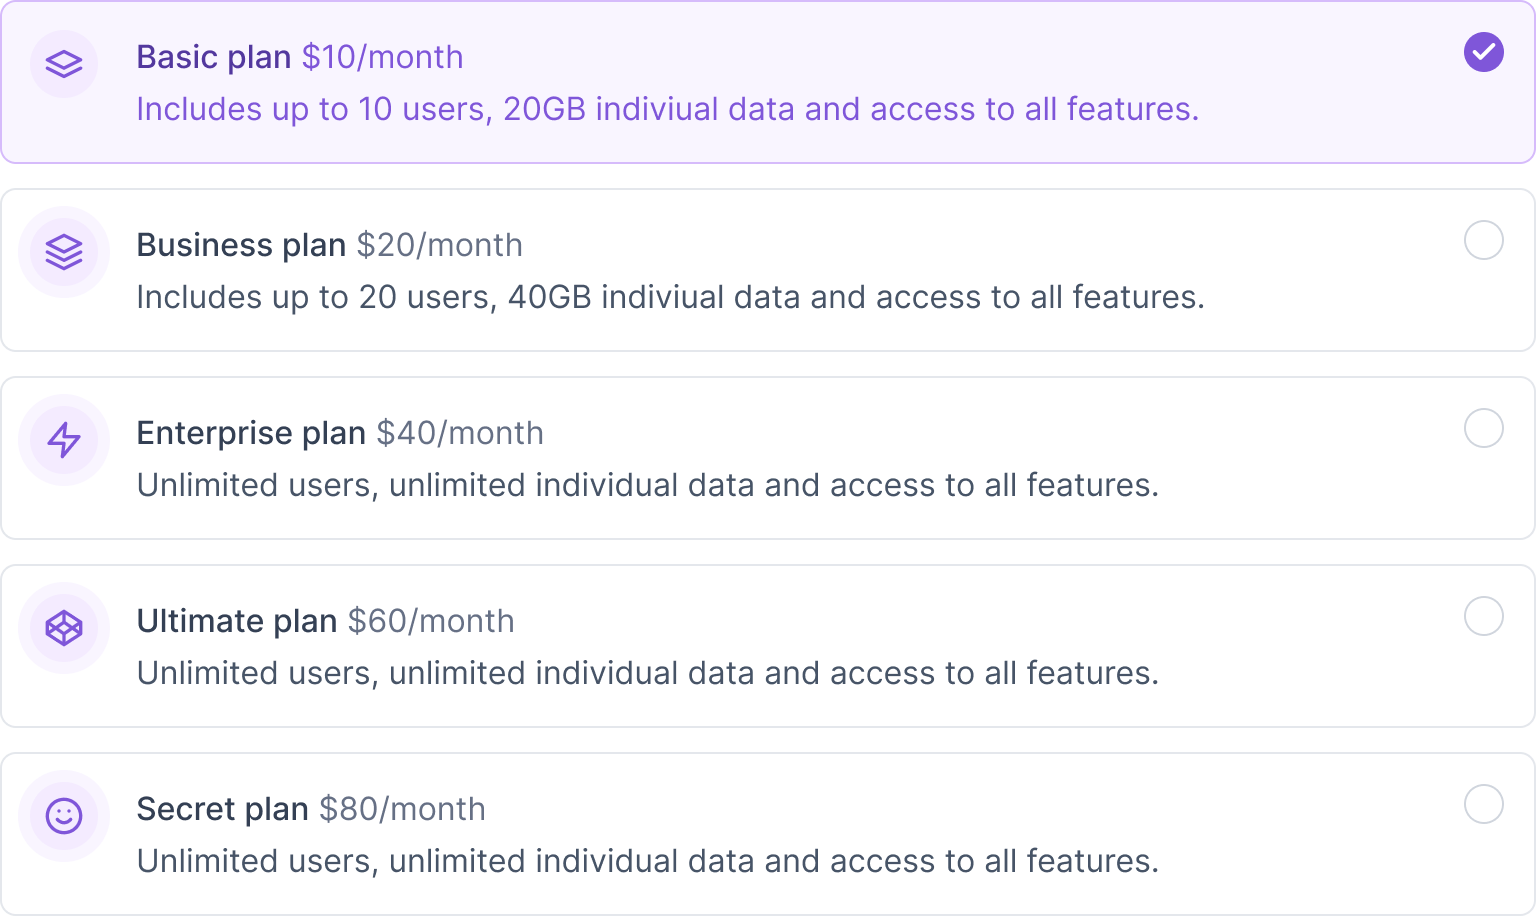 Basic plan $10/month
Includes up to 10 users, 20GB indiviual data and access to all features.
Business plan $20/month
Includes up to 20 users, 40GB indiviual data and access to all features.
Enterprise plan $40/month
Unlimited users, unlimited individual data and access to all features.
Ultimate plan $60/month
Unlimited users, unlimited individual data and access to all features.
Secret plan $80/month
Unlimited users, unlimited individual data and access to all features.